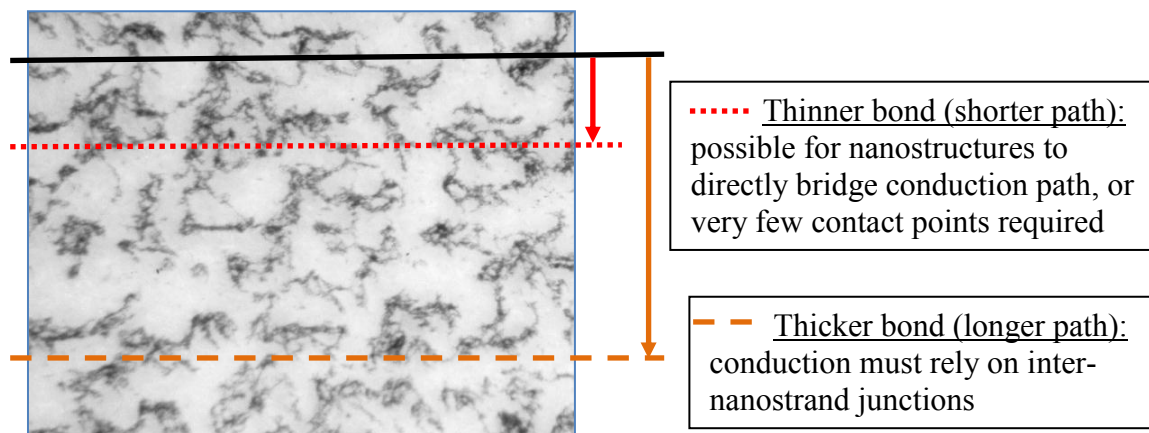 Thinner bond (shorter path):
possible for nanostructures to
directly bridge conduction path, or
very few contact points required
Thicker bond (longer path):
conduction must rely on inter-
nanostrand junctions